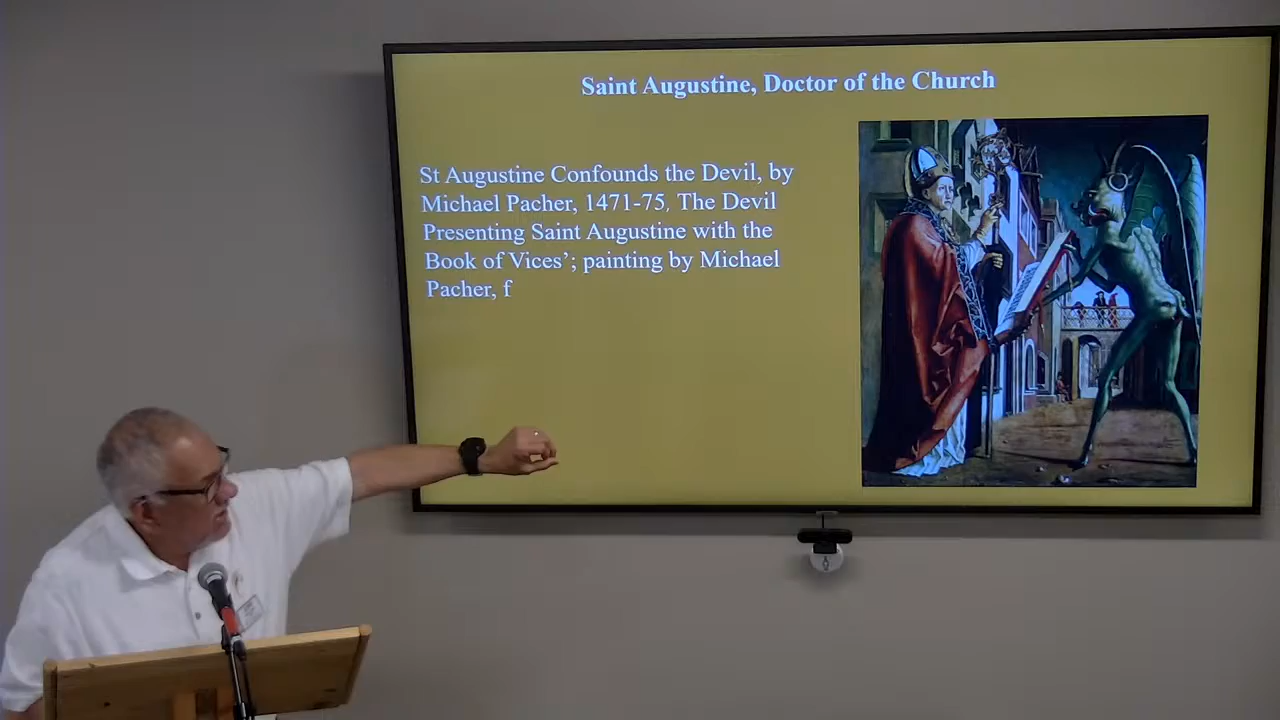 Saint Augustine, Doctor of the Church
St Augustine Confounds the Devil, by
Michael Pacher, 1471-75, The Devil
Presenting Saint Augustine with the
Book of Vices’; painting by Michael
Pacher, f